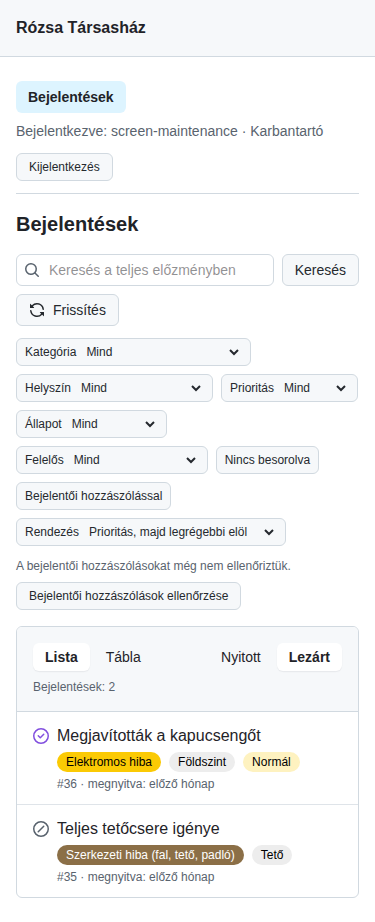 Rózsa Társasház
Bejelentések
Bejelentkezve: screen-maintenance · Karbantartó
Kijelentkezés
Bejelentések
Keresés a teljes előzményben
Keresés
Frissítés
Kategória Mind
Helyszín Mind Prioritás Mind
Állapot Mind
Felelős Mind Nincs besorolva
Bejelentői hozzászólással
Rendezés Prioritás, majd legrégebbi elöl
A bejelentői hozzászólásokat még nem ellenőriztük.
Bejelentői hozzászólások ellenőrzése
Lista Tábla Nyitott Lezárt
Bejelentések: 2
Megjavították a kapucsengőt
Elektromos hiba Földszint Normál
#36 · megnyitva: előző hónap
Teljes tetőcsere igénye
Szerkezeti hiba (fal, tető, padló) Tető
#35 · megnyitva: előző hónap